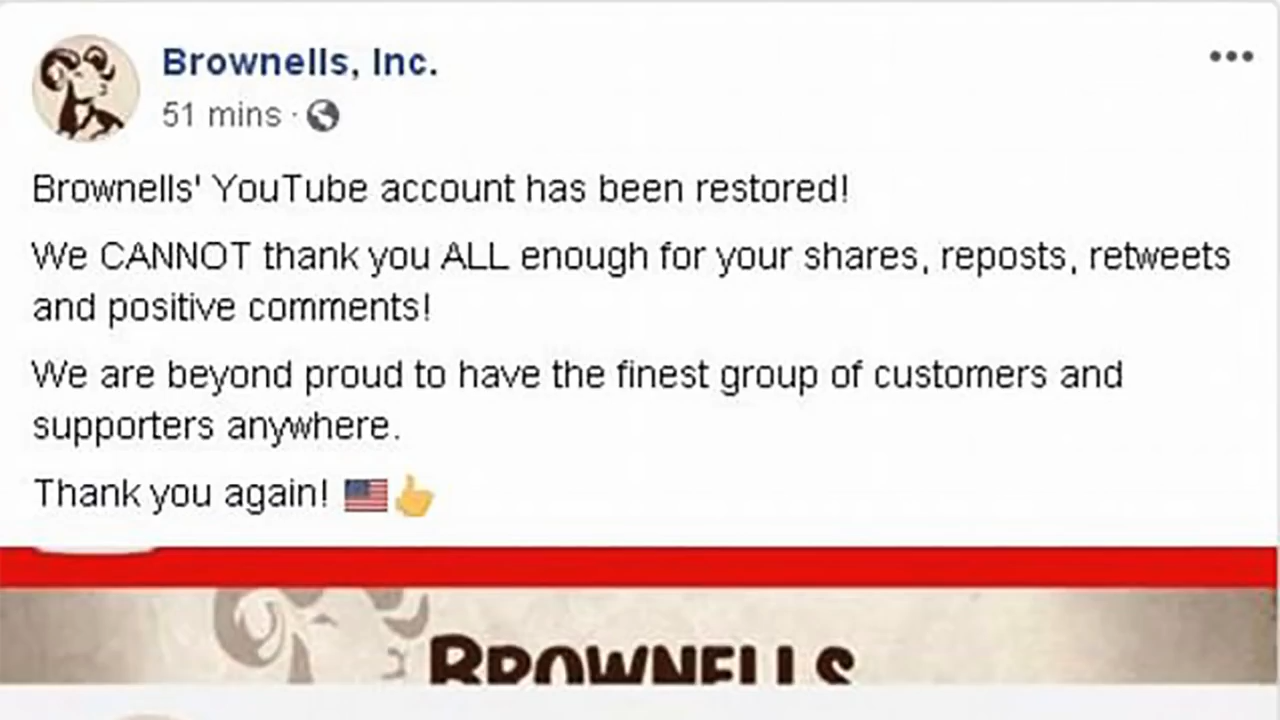 Brownells, Inc.
51 mins ·
Brownells' YouTube account has been restored!
We CANNOT thank you ALL enough for your shares, reposts, retweets
and positive comments!
We are beyond proud to have the finest group of customers and
supporters anywhere.
Thank you again! 🇺🇸👍
BROWNELLS